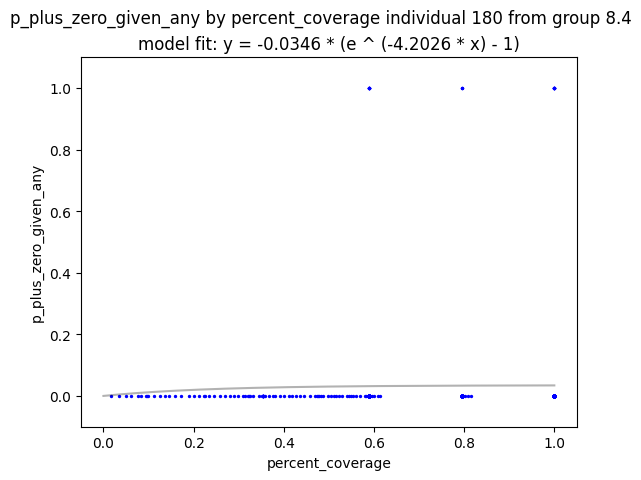 p_plus_zero_given_any by percent_coverage individual 180 from group 8.4
model fit: y = -0.0346 * (e ^ (-4.2026 * x) - 1)
1.0
0.8
0.6
0.4
0.2
0.0
p_plus_zero_given_any
0.0 0.2 0.4 0.6 0.8 1.0
percent_coverage